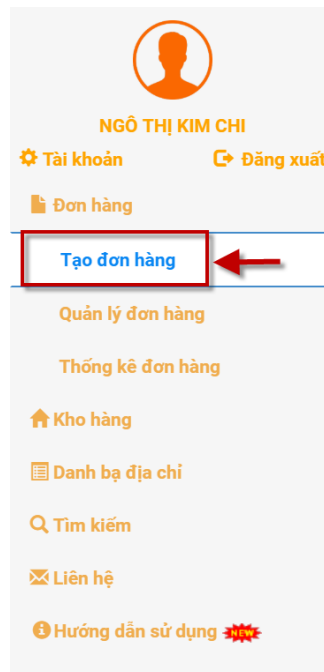 NGÔ THỊ KIM CHI
Tài khoản Đăng xuất
Đơn hàng
Tạo đơn hàng
Quản lý đơn hàng
Thống kê đơn hàng
Kho hàng
Danh bạ địa chỉ
Tìm kiếm
Liên hệ
Hướng dẫn sử dụng NEW